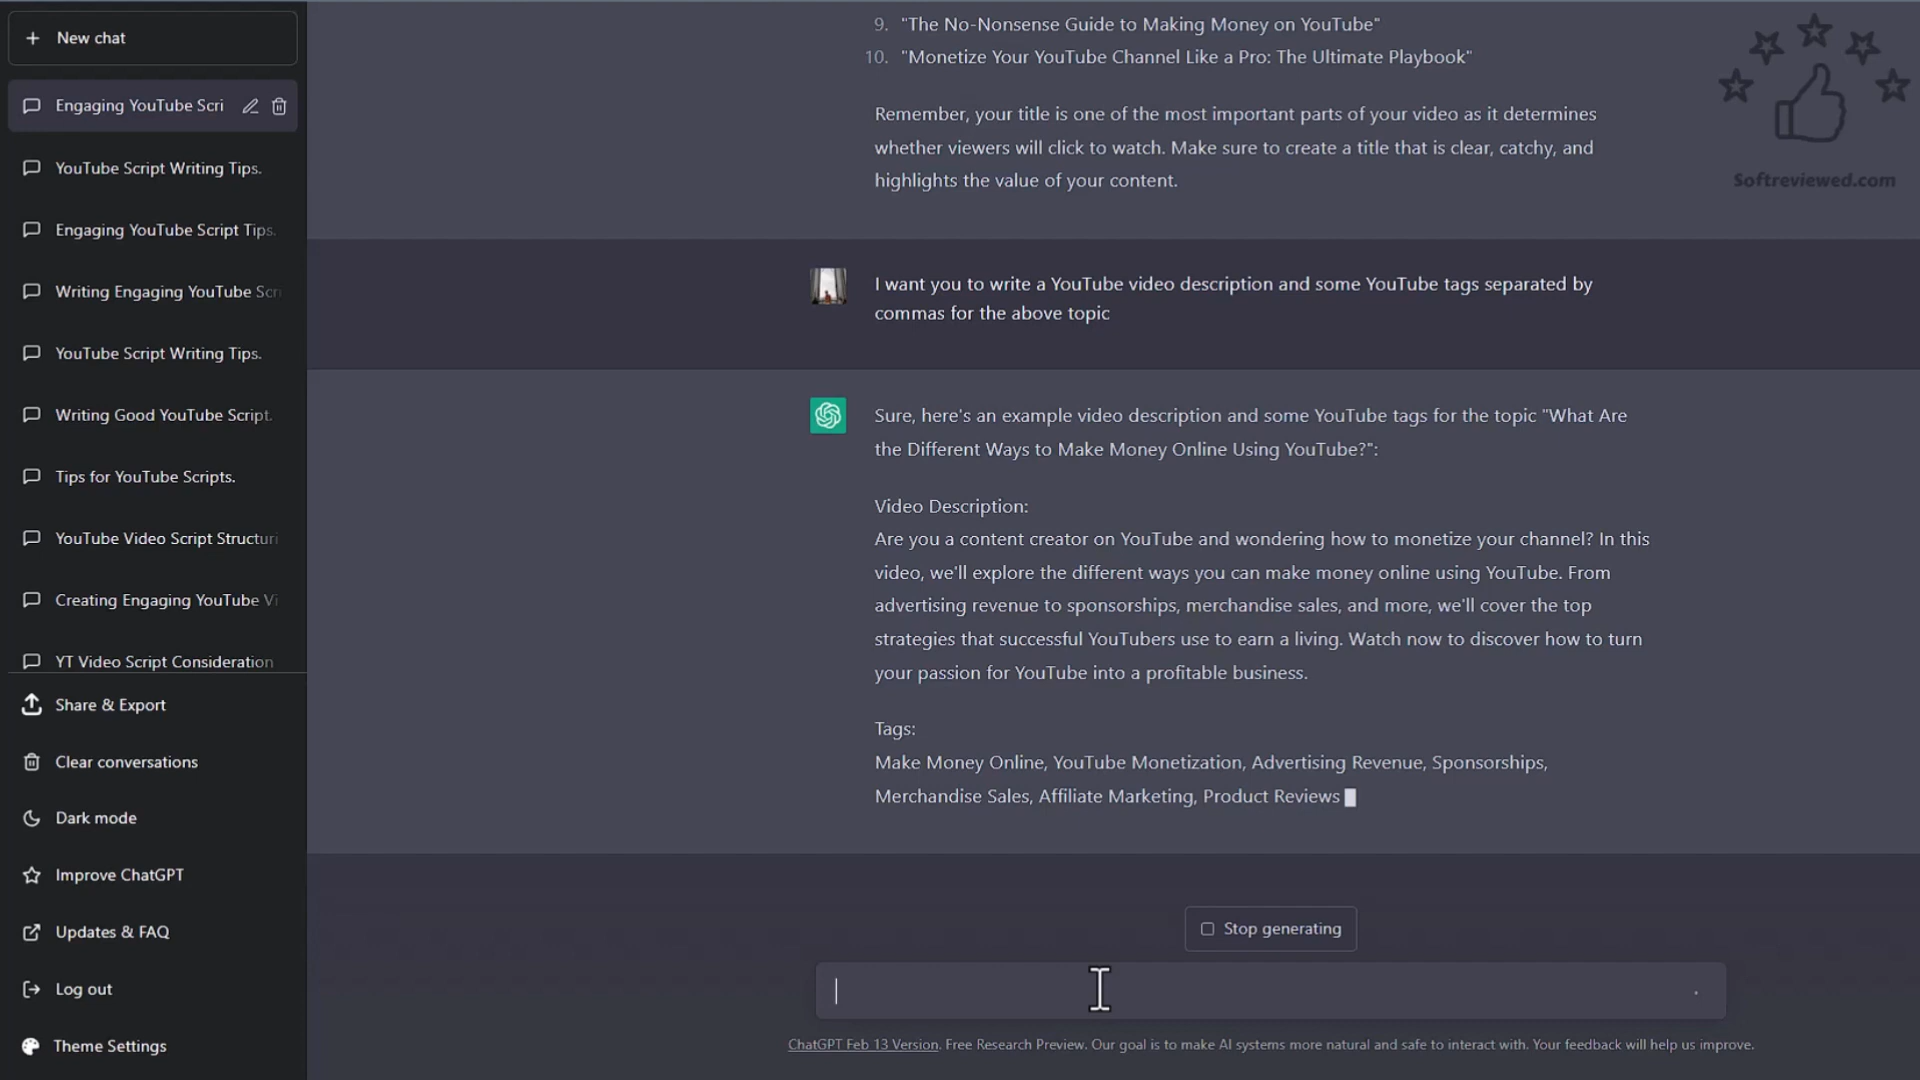 New chat
Engaging YouTube Scri
YouTube Script Writing Tips.
Engaging YouTube Script Tips.
Writing Engaging YouTube Scri
YouTube Script Writing Tips.
Writing Good YouTube Script.
Tips for YouTube Scripts.
YouTube Video Script Structuri
Creating Engaging YouTube Vi
YT Video Script Consideration
Share & Export
Clear conversations
Dark mode
Improve ChatGPT
Updates & FAQ
Log out
Theme Settings
9. "The No-Nonsense Guide to Making Money on YouTube"
10. "Monetize Your YouTube Channel Like a Pro: The Ultimate Playbook"
Remember, your title is one of the most important parts of your video as it determines
whether viewers will click to watch. Make sure to create a title that is clear, catchy, and
highlights the value of your content.
Softreviewed.com
I want you to write a YouTube video description and some YouTube tags separated by
commas for the above topic
Sure, here's an example video description and some YouTube tags for the topic "What Are
the Different Ways to Make Money Online Using YouTube?":
Video Description:
Are you a content creator on YouTube and wondering how to monetize your channel? In this
video, we'll explore the different ways you can make money online using YouTube. From
advertising revenue to sponsorships, merchandise sales, and more, we'll cover the top
strategies that successful YouTubers use to earn a living. Watch now to discover how to turn
your passion for YouTube into a profitable business.
Tags:
Make Money Online, YouTube Monetization, Advertising Revenue, Sponsorships,
Merchandise Sales, Affiliate Marketing, Product Reviews
Stop generating
ChatGPT Feb 13 Version. Free Research Preview. Our goal is to make AI systems more natural and safe to interact with. Your feedback will help us improve.